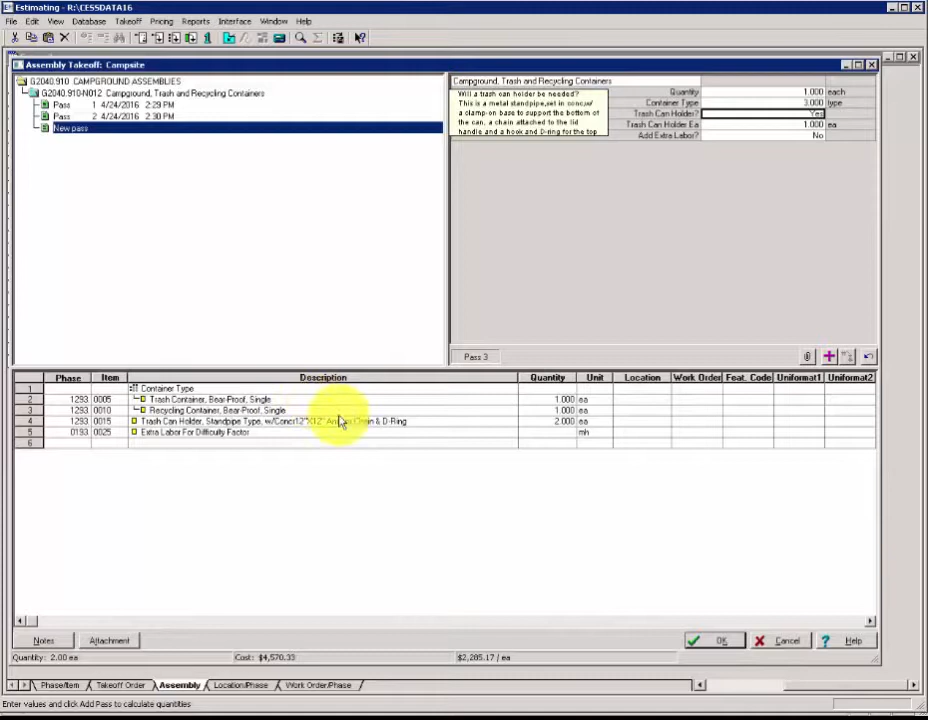 Estimating - R:\CESSDATA16
File Edit View Database Takeoff Pricing Reports Interface Window Help
Assembly Takeoff: Campsite
G2040.910 CAMPGROUND ASSEMBLIES
G2040.910-N012 Campground, Trash and Recycling Containers
Pass 1 4/24/2016 2:29 PM
Pass 2 4/24/2016 2:30 PM
New pass
Campground, Trash and Recycling Containers
Will a trash can holder be needed?
This is a metal standpipe,set in conc,w/
a clamp-on base to support the bottom of
the can, a chain attached to the lid
handle and a hook and D-ring for the top
Quantity 1.000 each
Container Type 3.000 type
Trash Can Holder? Yes
Trash Can Holder Ea 1.000 ea
Add Extra Labor? No
Pass 3
Phase Item Description Quantity Unit Location Work Order Feat. Code Uniformat1 Uniformat2
1 Container Type
2 1293 0005 Trash Container, Bear-Proof, Single 1.000 ea
3 1293 0010 Recycling Container, Bear-Proof, Single 1.000 ea
4 1293 0015 Trash Can Holder, Standpipe Type, & D-Ring 2.000 ea
5 0193 0025 Extra Labor For Difficulty Factor mh
6
Notes Attachment OK Cancel Help
Quantity: 2.00 ea Cost: $4,570.33 $2,285.17 / ea
Phase/Item Takeoff Order Assembly Location/Phase Work Order/Phase
Enter values and click Add Pass to calculate quantities